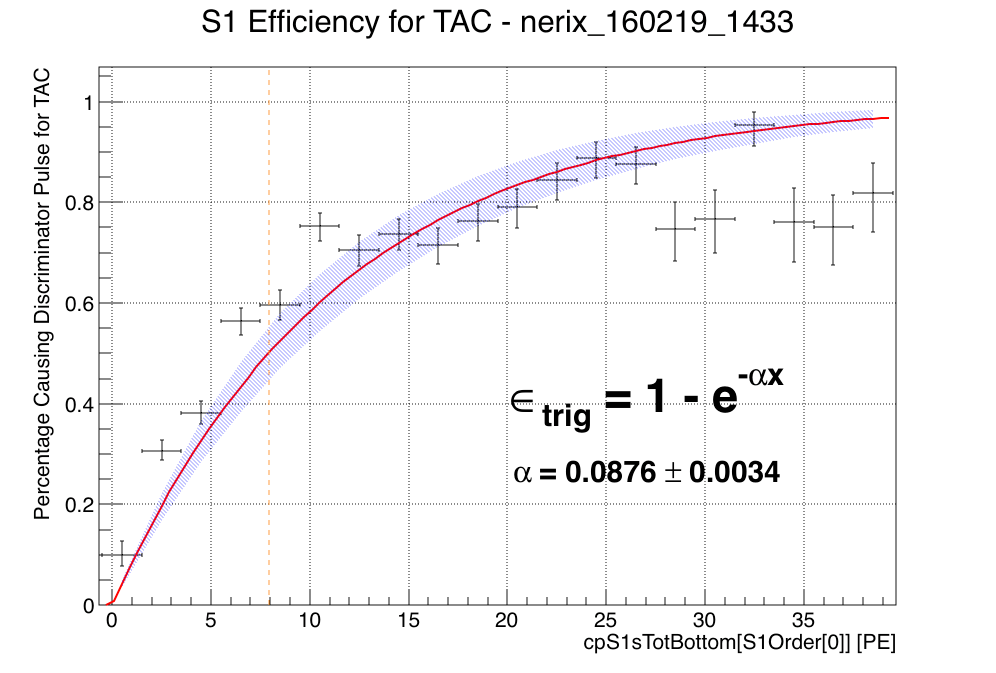 S1 Efficiency for TAC - nerix_160219_1433
Percentage Causing Discriminator Pulse for TAC
1
0.8
0.6
0.4
0.2
0
∈trig = 1 - e^-αx
α = 0.0876 ± 0.0034
0 5 10 15 20 25 30 35
cpS1sTotBottom[S1Order[0]] [PE]